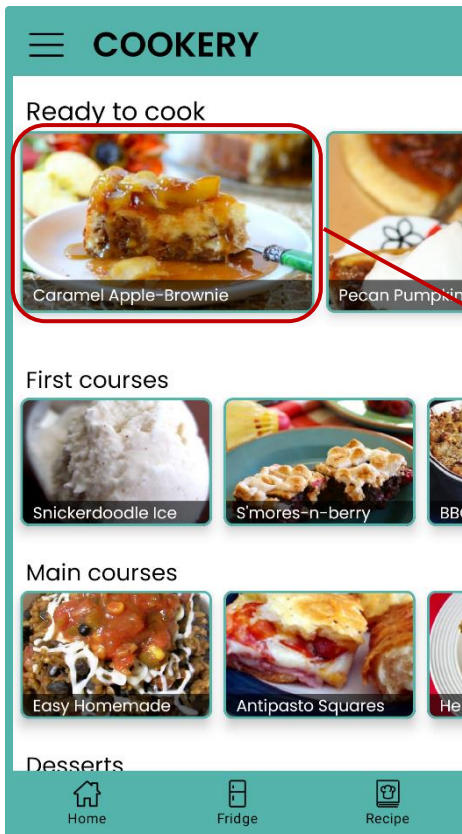 COOKERY
Ready to cook
Caramel Apple-Brownie
Pecan Pumpkin
First courses
Snickerdoodle Ice
S'mores-n-berry
BB
Main courses
Easy Homemade
Antipasto Squares
He
Desserts
Home
Fridge
Recipe